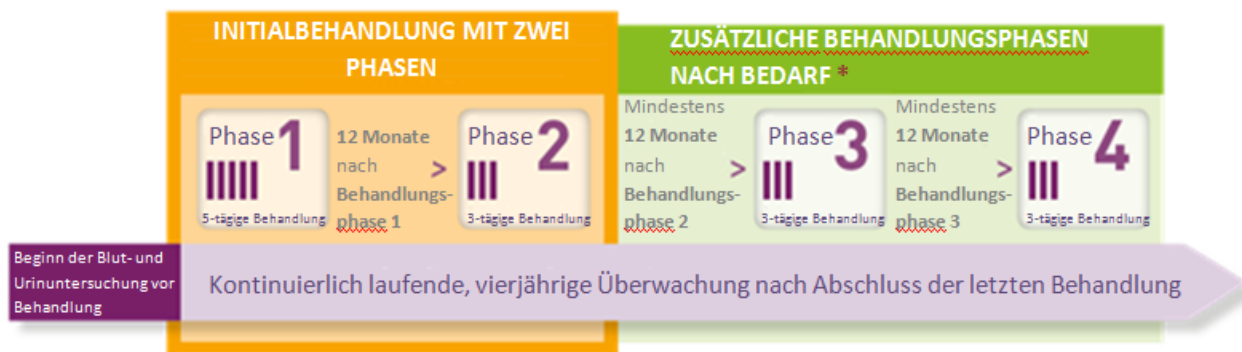 INITIALBEHANDLUNG MIT ZWEI
PHASEN
ZUSÄTZLICHE BEHANDLUNGSPHASEN
NACH BEDARF *
Phase 1
5-tägige Behandlung
12 Monate
nach
Behandlungs-
phase 1
>
Phase 2
3-tägige Behandlung
Mindestens
12 Monate
nach
Behandlungs-
phase 2
>
Phase 3
3-tägige Behandlung
Mindestens
12 Monate
nach
Behandlungs-
phase 3
>
Phase 4
3-tägige Behandlung
Beginn der Blut- und
Urinuntersuchung vor
Behandlung
Kontinuierlich laufende, vierjährige Überwachung nach Abschluss der letzten Behandlung